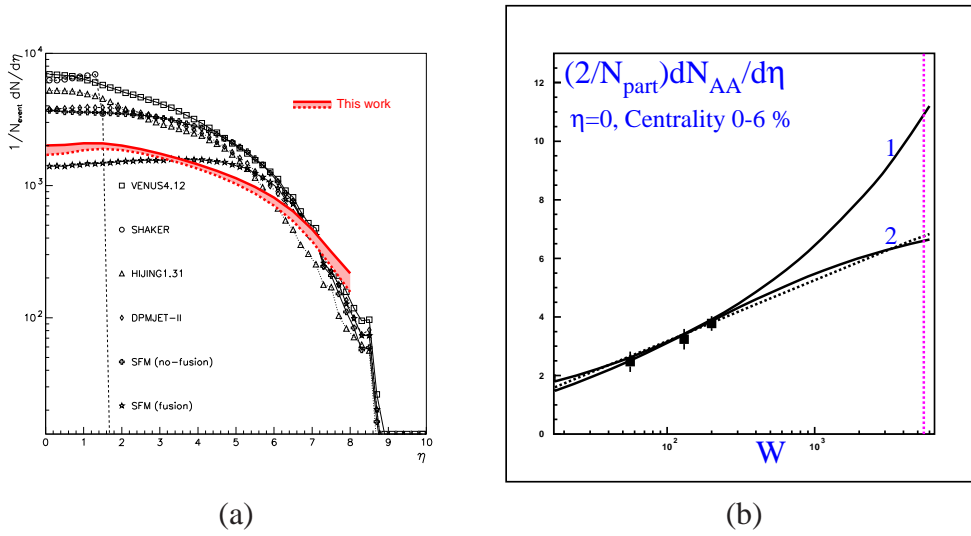 10^4
1/N_event dN/dη
10^3
10^2
This work
VENUS4.12
SHAKER
HIJING1.31
DPMJET-II
SFM (no-fusion)
SFM (fusion)
0 1 2 3 4 5 6 7 8 9 10
η
(a)
(2/N_part)dN_AA/dη
η=0, Centrality 0-6 %
1
2
12
10
8
6
4
2
0
10^2 10^3
W
(b)